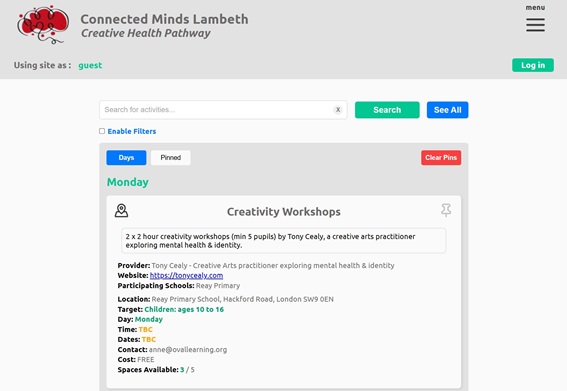 menu
Connected Minds Lambeth
Creative Health Pathway
Using site as : guest
Log in
Search for activities...
X
Search
See All
Enable Filters
Days
Pinned
Clear Pins
Monday
Creativity Workshops
2 x 2 hour creativity workshops (min 5 pupils) by Tony Cealy, a creative arts practitioner
exploring mental health & identity.
Provider: Tony Cealy - Creative Arts practitioner exploring mental health & identity
Website: https://tonycealy.com
Participating Schools: Reay Primary
Location: Reay Primary School, Hackford Road, London SW9 0EN
Target: Children: ages 10 to 16
Day: Monday
Time: TBC
Dates: TBC
Contact: anne@ovallearning.org
Cost: FREE
Spaces Available: 3 / 5